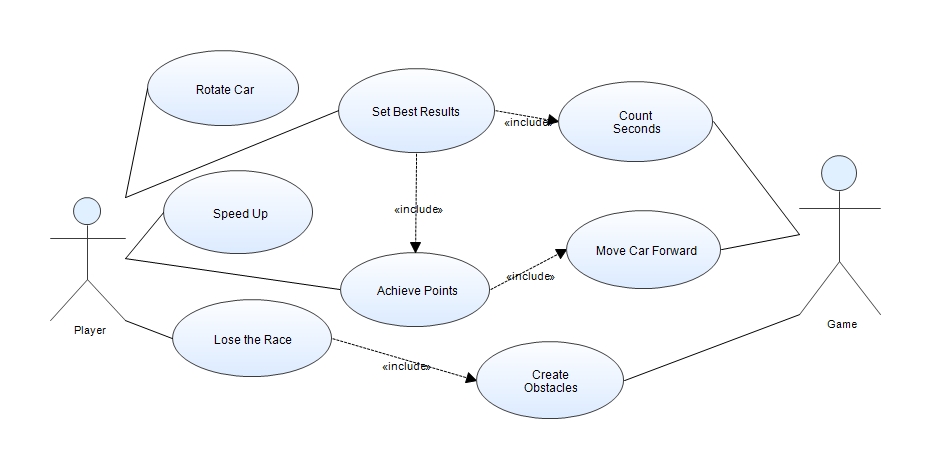 Rotate Car
Set Best Results
Count
Seconds
«include»
«include»
Speed Up
Move Car Forward
«include»
Achieve Points
Player
Game
Lose the Race
«include»
Create
Obstacles